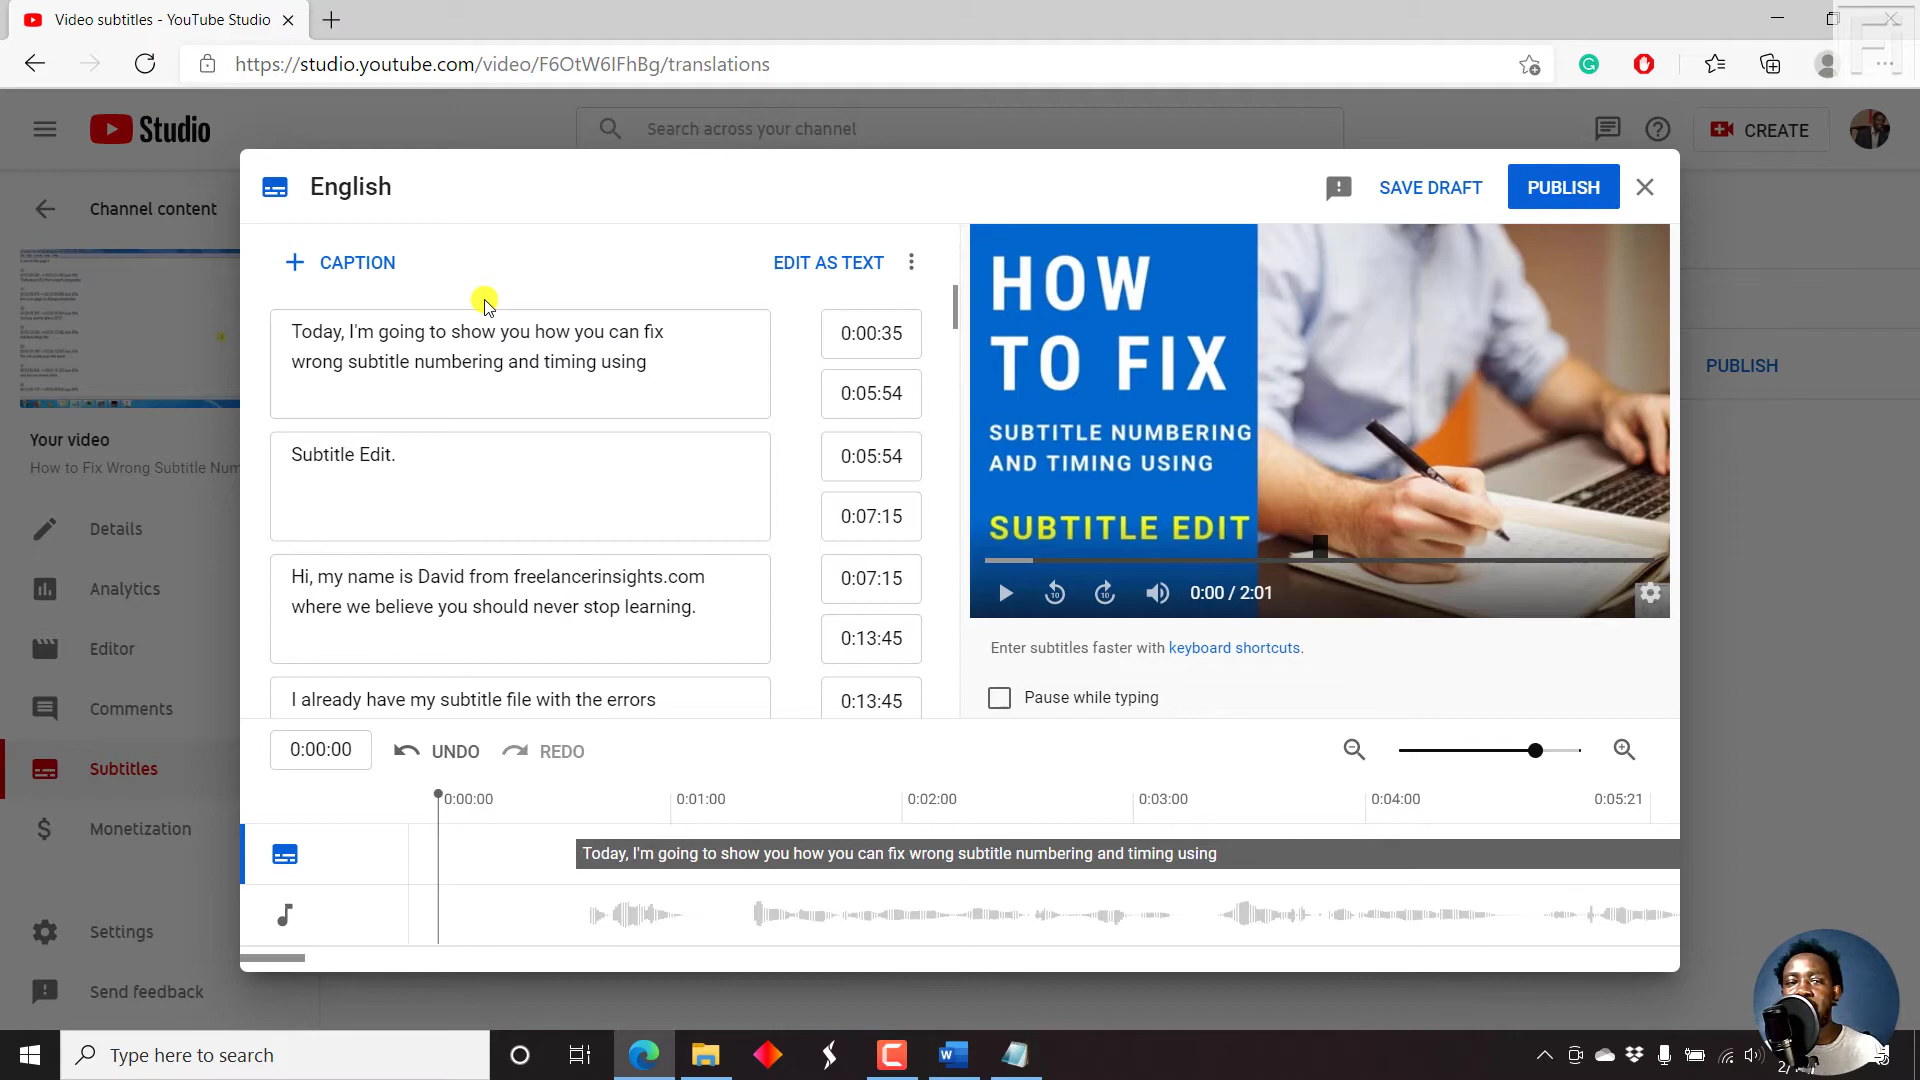 Video subtitles - YouTube Studio
https://studio.youtube.com/video/F6OtW6IFhBg/translations
Studio
Search across your channel
CREATE
Channel content
Your video
How to Fix Wrong Subtitle Num
Details
Analytics
Editor
Comments
Subtitles
Monetization
Settings
Send feedback
PUBLISH
English
SAVE DRAFT
PUBLISH
CAPTION
EDIT AS TEXT
Today, I'm going to show you how you can fix
wrong subtitle numbering and timing using
0:00:35
0:05:54
Subtitle Edit.
0:05:54
0:07:15
Hi, my name is David from freelancerinsights.com
where we believe you should never stop learning.
0:07:15
0:13:45
I already have my subtitle file with the errors
0:13:45
HOW
TO FIX
SUBTITLE NUMBERING
AND TIMING USING
SUBTITLE EDIT
10
10
0:00 / 2:01
Enter subtitles faster with keyboard shortcuts.
Pause while typing
0:00:00
UNDO
REDO
0:00:00
0:01:00
0:02:00
0:03:00
0:04:00
0:05:21
Today, I'm going to show you how you can fix wrong subtitle numbering and timing using
Type here to search